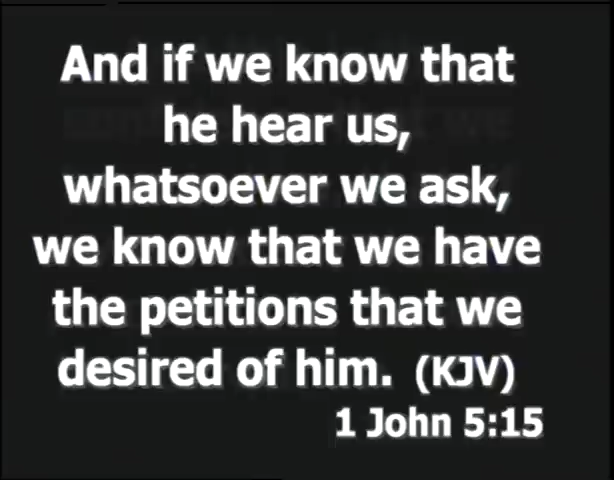 And if we know that
he hear us,
whatsoever we ask,
we know that we have
the petitions that we
desired of him. (KJV)
1 John 5:15